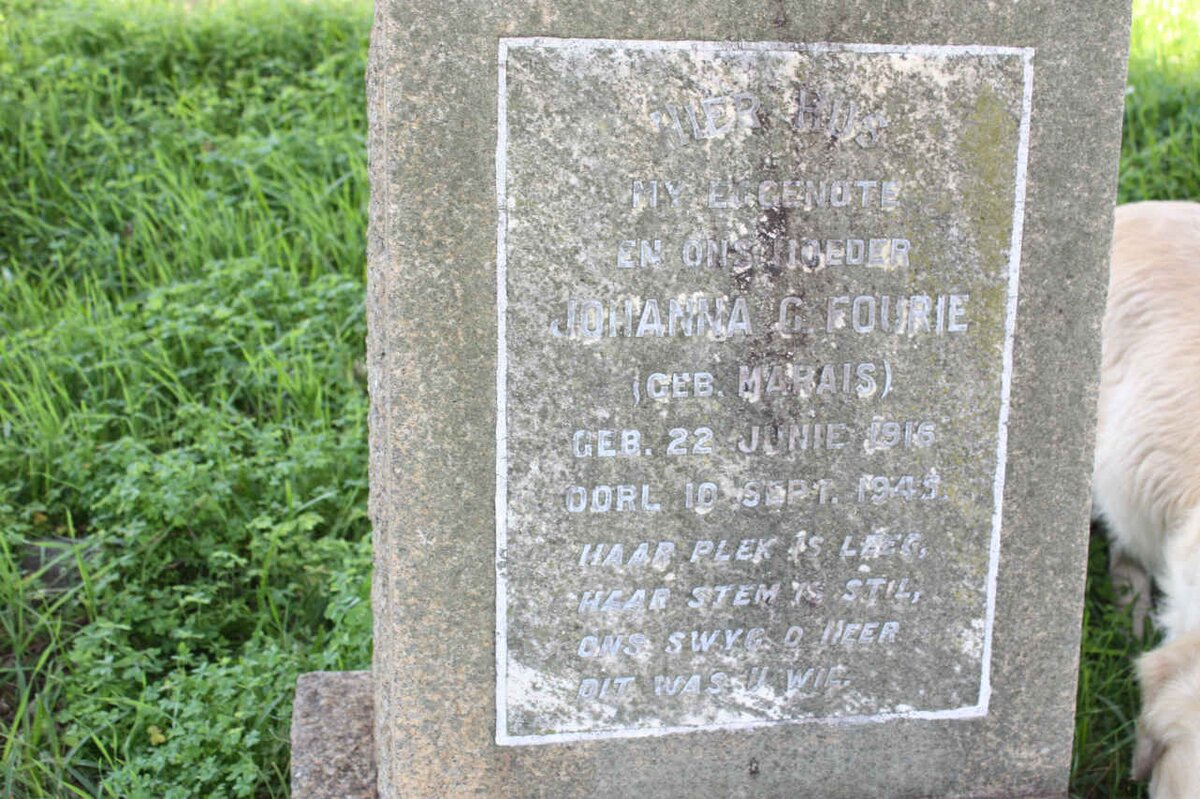 HIER RUS
MY EGGENOTE
EN ONS MOEDER
JOHANNA C. FOURIE
(GEB. MARAIS)
GEB. 22 JUNIE 1916
OORL 10 SEPT. 1945.
HAAR PLEK IS LEEG,
HAAR STEM IS STIL,
ONS SWYG O HEER
DIT WAS U WIL.